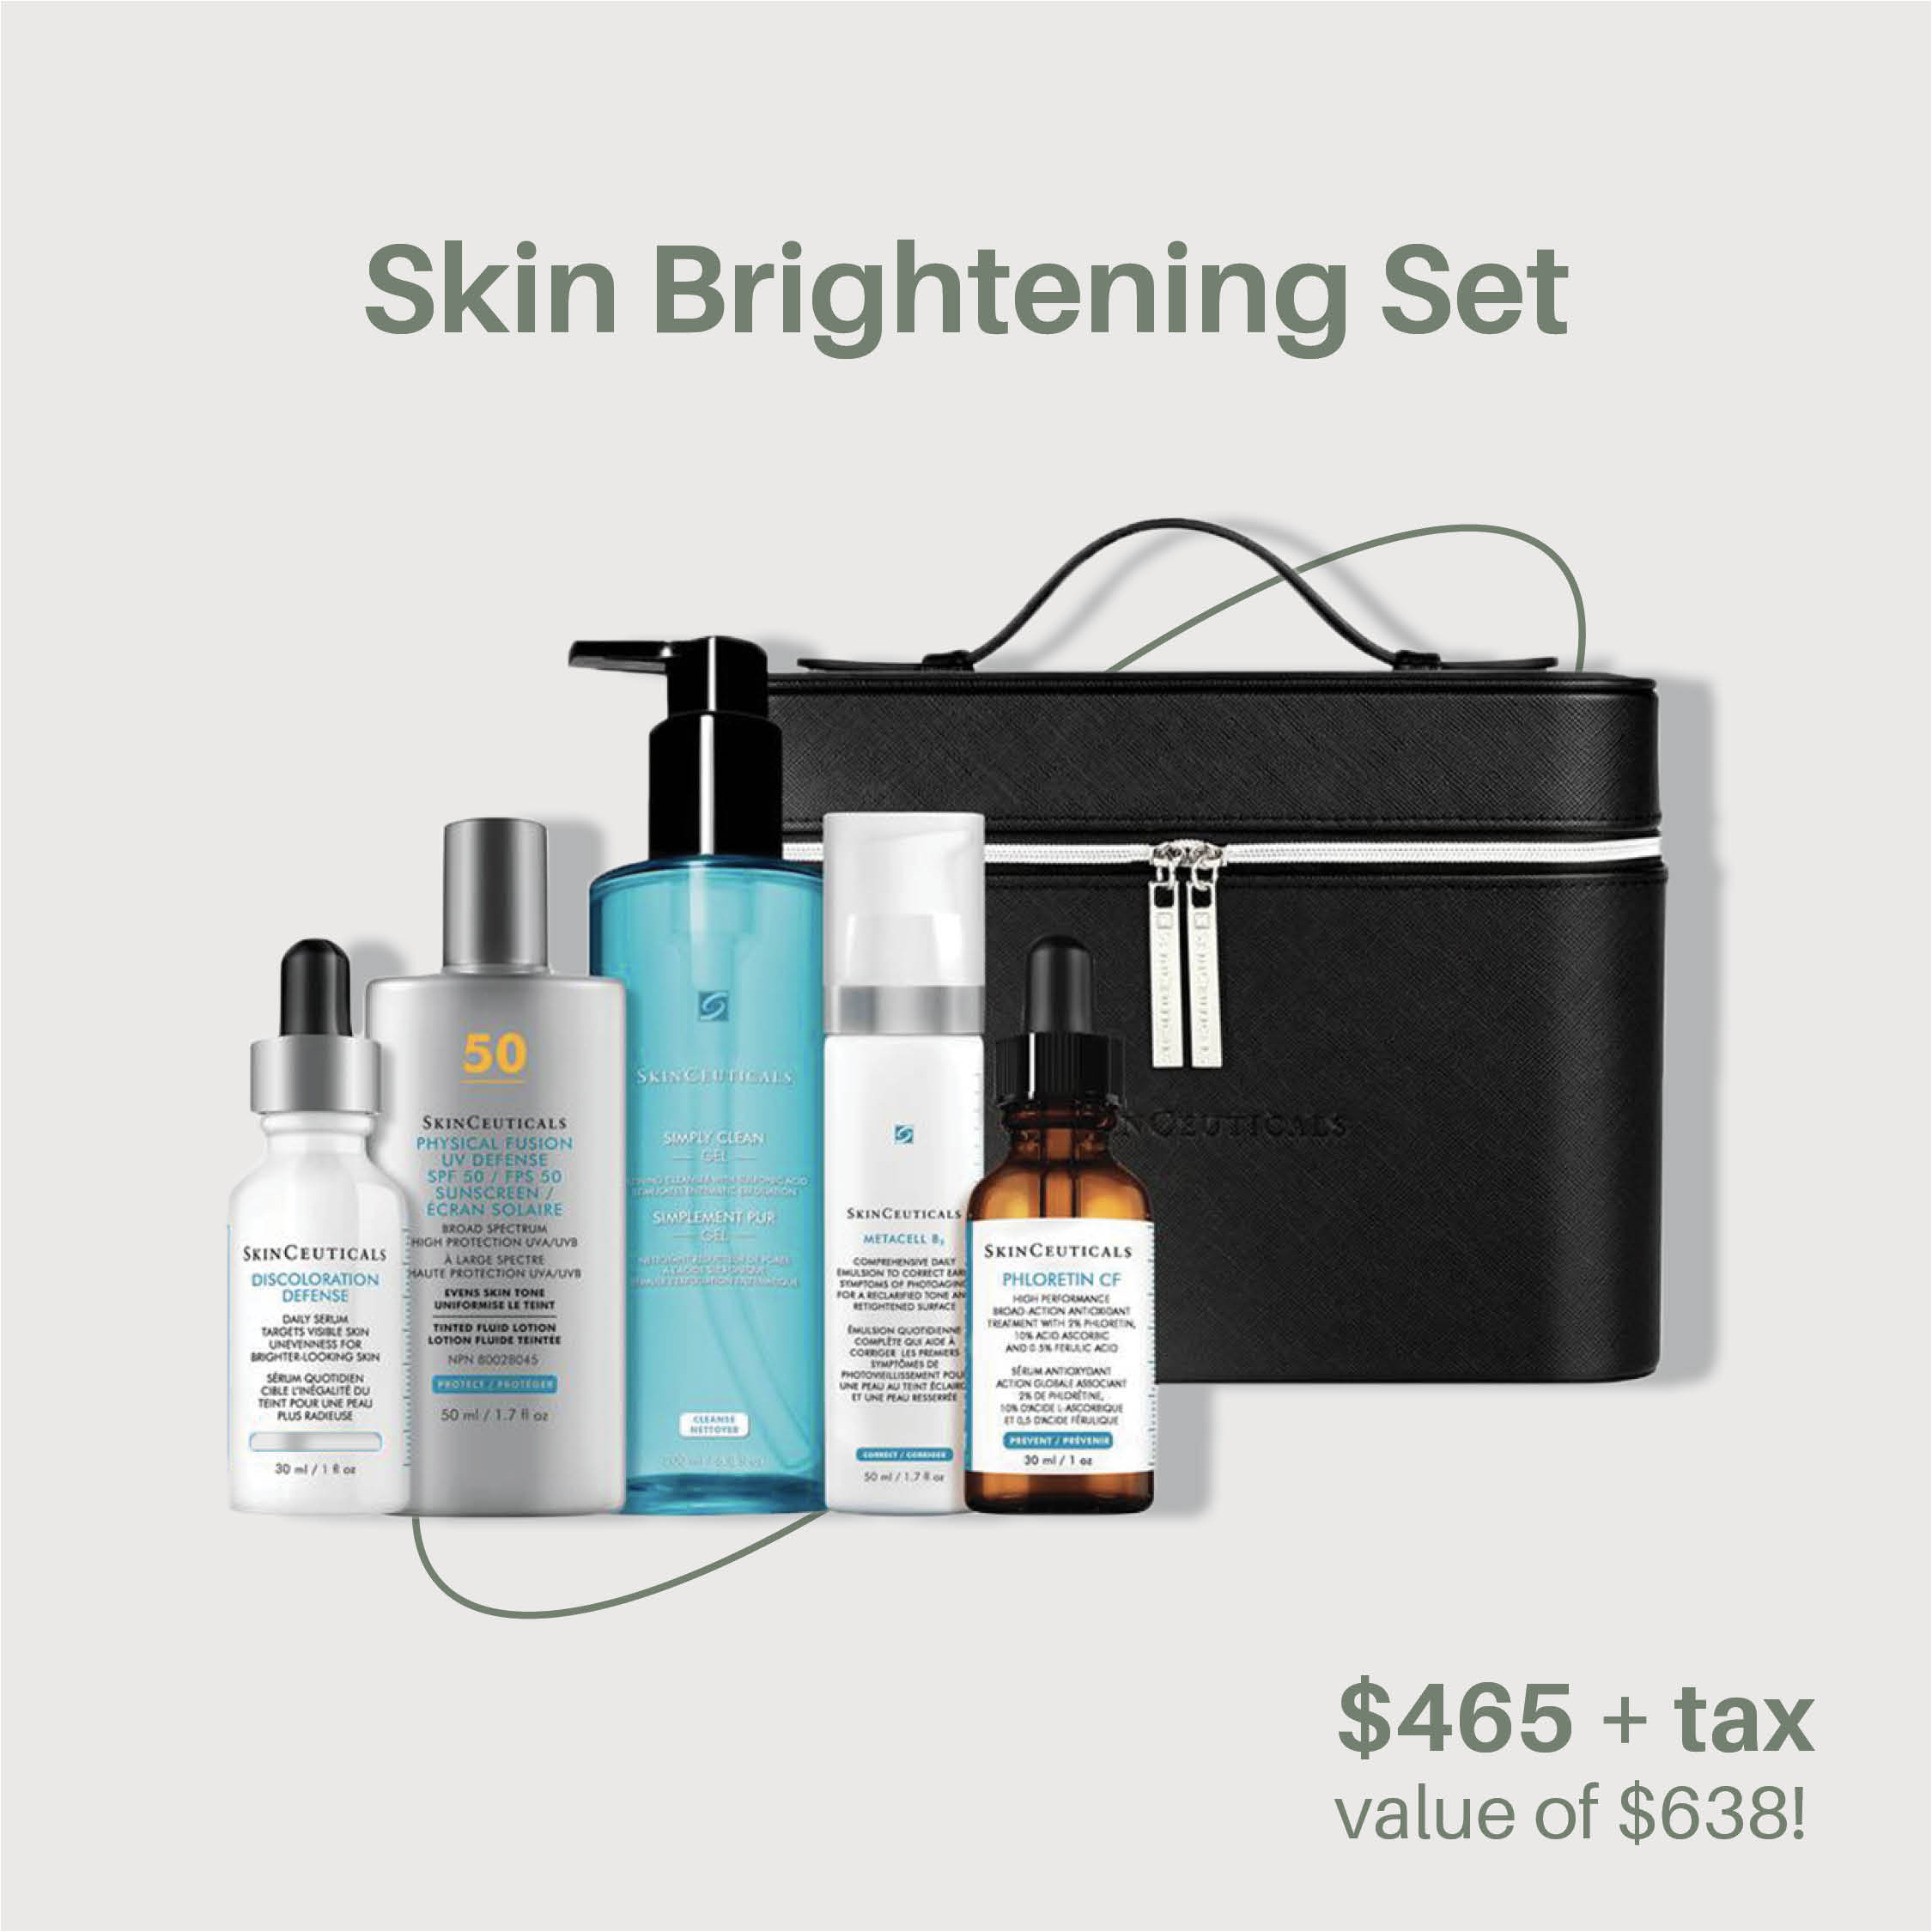 Skin Brightening Set
50
SKINCEUTICALS
PHYSICAL FUSION
UV DEFENSE
SPF 50 / FPS 50
SUNSCREEN /
ÉCRAN SOLAIRE
BROAD SPECTRUM
HIGH PROTECTION UVA/UVB
À LARGE SPECTRE
HAUTE PROTECTION UVA/UVB
EVENS SKIN TONE
UNIFORMISE LE TEINT
TINTED FLUID LOTION
LOTION FLUIDE TEINTÉE
NPN 80028045
PROTECT / PROTÉGER
50 ml / 1.7 fl oz
SKINCEUTICALS
DISCOLORATION
DEFENSE
DAILY SERUM
TARGETS VISIBLE SKIN
UNEVENNESS FOR
BRIGHTER-LOOKING SKIN
SÉRUM QUOTIDIEN
CIBLE L'INÉGALITÉ DU
TEINT POUR UNE PEAU
PLUS RADIEUSE
30 ml / 1 fl oz
SKINCEUTICALS
SIMPLY CLEAN
GEL
SIMPLEMENT PUR
GEL
CLEANSE
NETTOYER
SKINCEUTICALS
METACELL B3
COMPREHENSIVE DAILY
EMULSION TO CORRECT
SYMPTOMS OF PHOTOAGING
FOR A RECLARIFIED TONE
RETIGHTENED SURFACE
ÉMULSION QUOTIDIENNE
COMPLÈTE QUI AIDE À
CORRIGER LES PREMIERS
SYMPTÔMES DE
PHOTOVIEILLISSEMENT
UNE PEAU AU TEINT
ET UNE PEAU RESSERRÉE
CORRECT / CORRIGER
50 ml / 1.7 fl oz
SKINCEUTICALS
PHLORETIN CF
HIGH PERFORMANCE
BROAD-ACTION ANTIOXIDANT
TREATMENT WITH 2% PHLORETIN,
10% ACID ASCORBIC
AND 0.5% FERULIC ACID
SÉRUM ANTIOXYDANT
ACTION GLOBALE ASSOCIANT
2% DE PHLORÉTINE,
10% D'ACIDE L-ASCORBIQUE
ET 0,5 D'ACIDE FÉRULIQUE
PREVENT / PRÉVENIR
30 ml / 1 oz
$465 + tax
value of $638!